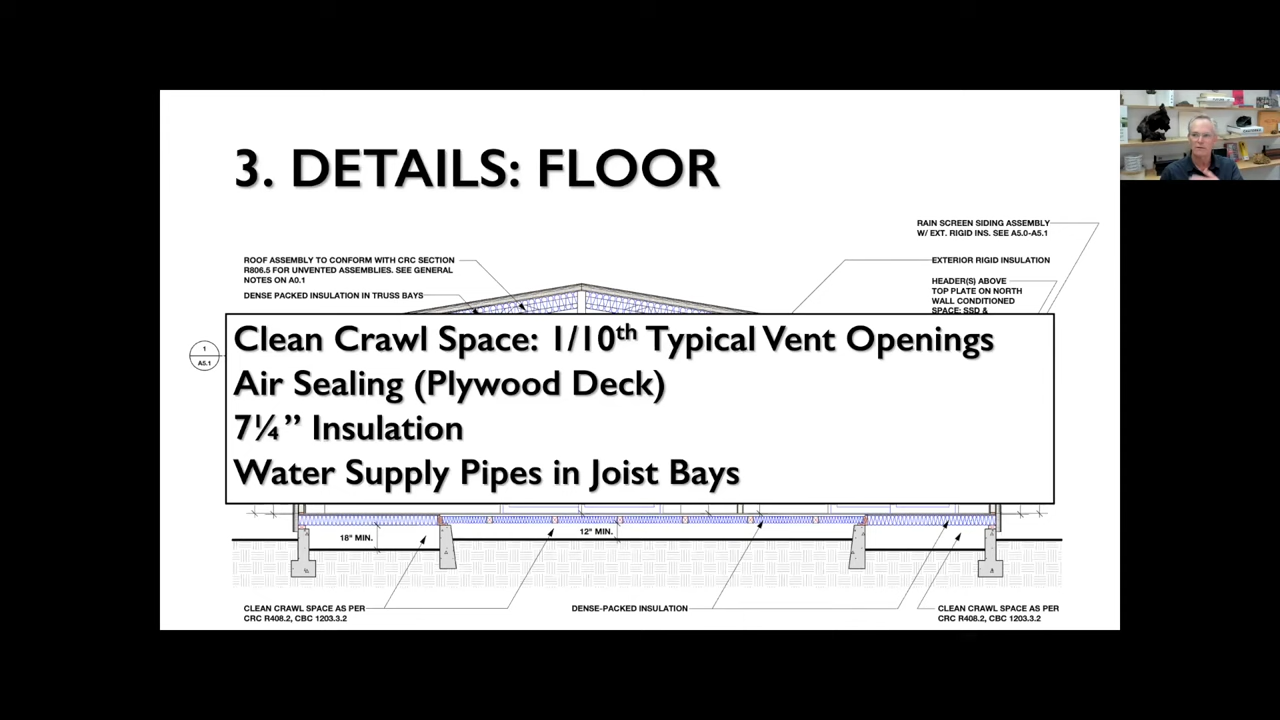 3. DETAILS: FLOOR
RAIN SCREEN SIDING ASSEMBLY
W/ EXT. RIGID INS. SEE A5.0-A5.1
ROOF ASSEMBLY TO CONFORM WITH CRC SECTION
R806.5 FOR UNVENTED ASSEMBLIES. SEE GENERAL
NOTES ON A0.1
EXTERIOR RIGID INSULATION
DENSE PACKED INSULATION IN TRUSS BAYS
HEADER(S) ABOVE
TOP PLATE ON NORTH
WALL CONDITIONED
SPACE; SSD &
1
A5.1
Clean Crawl Space: 1/10th Typical Vent Openings
Air Sealing (Plywood Deck)
7¼” Insulation
Water Supply Pipes in Joist Bays
18" MIN.
12" MIN.
CLEAN CRAWL SPACE AS PER
CRC R408.2, CBC 1203.3.2
DENSE-PACKED INSULATION
CLEAN CRAWL SPACE AS PER
CRC R408.2, CBC 1203.3.2